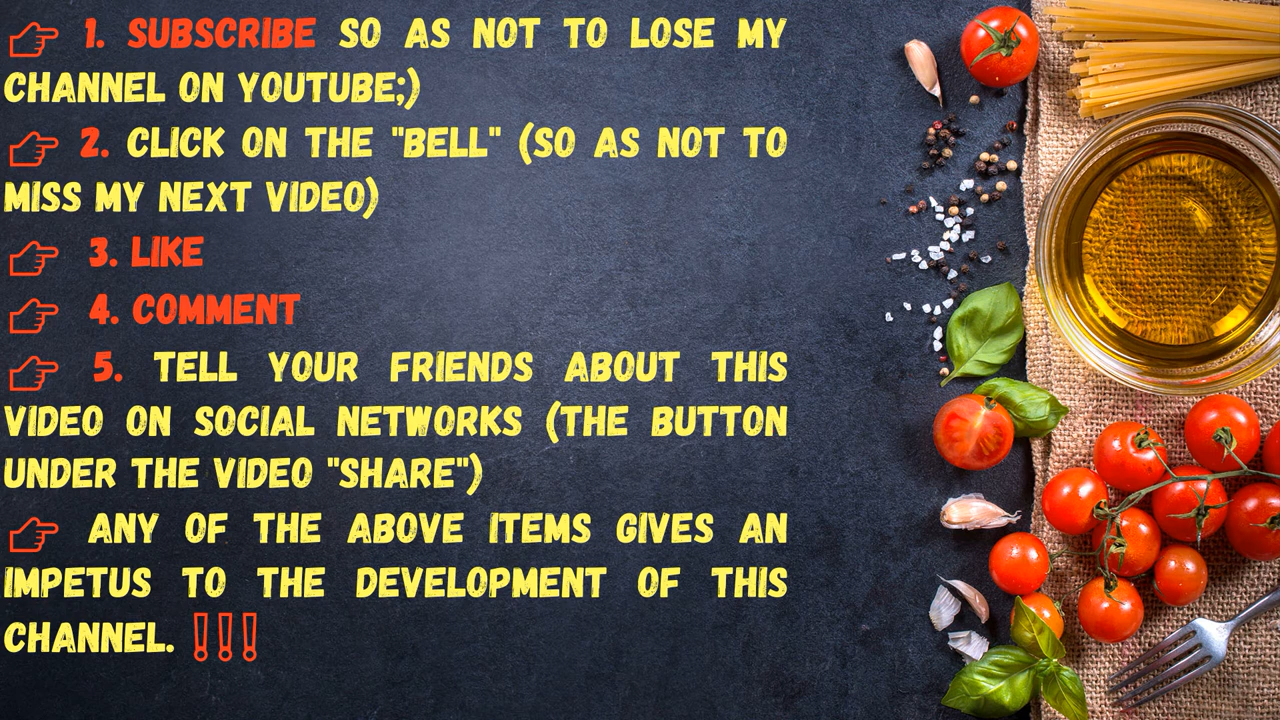 👉 1. SUBSCRIBE SO AS NOT TO LOSE MY
CHANNEL ON YOUTUBE;)
👉 2. CLICK ON THE "BELL" (SO AS NOT TO
MISS MY NEXT VIDEO)
👉 3. LIKE
👉 4. COMMENT
👉 5. TELL YOUR FRIENDS ABOUT THIS
VIDEO ON SOCIAL NETWORKS (THE BUTTON
UNDER THE VIDEO "SHARE")
👉 ANY OF THE ABOVE ITEMS GIVES AN
IMPETUS TO THE DEVELOPMENT OF THIS
CHANNEL. ❗❗❗